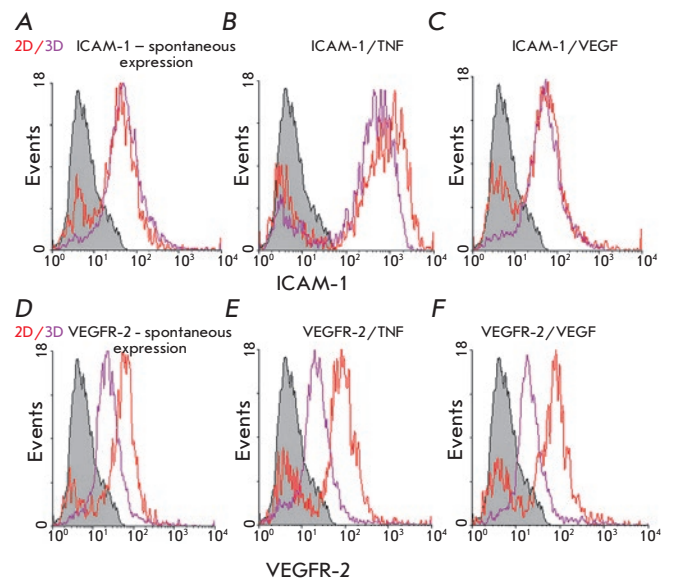 A
B
C
2D/3D ICAM-1 – spontaneous expression
ICAM-1/TNF
ICAM-1/VEGF
18
18
18
Events
Events
Events
0
0
0
10⁰ 10¹ 10² 10³ 10⁴
10⁰ 10¹ 10² 10³ 10⁴
10⁰ 10¹ 10² 10³ 10⁴
ICAM-1
D
E
F
2D/3D VEGFR-2 - spontaneous expression
VEGFR-2/TNF
VEGFR-2/VEGF
18
18
18
Events
Events
Events
0
0
0
10⁰ 10¹ 10² 10³ 10⁴
10⁰ 10¹ 10² 10³ 10⁴
10⁰ 10¹ 10² 10³ 10⁴
VEGFR-2